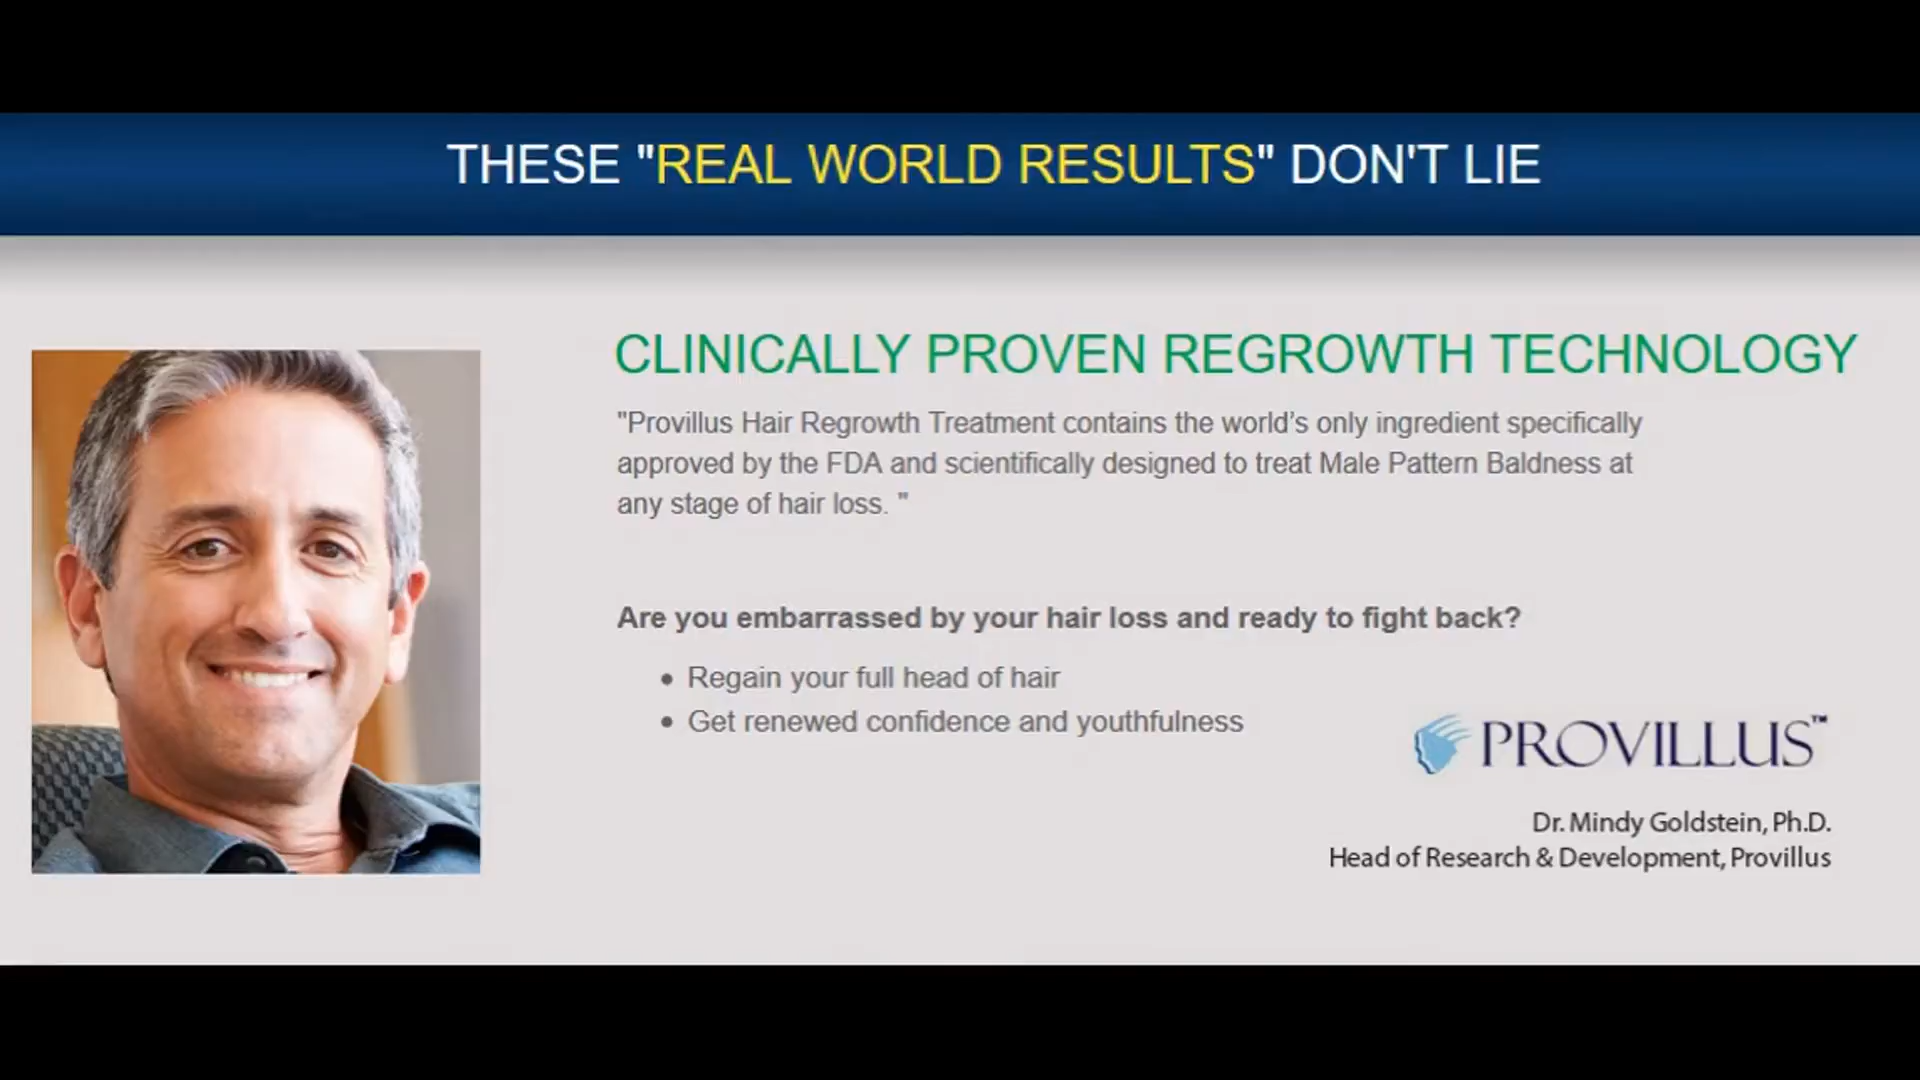 THESE "REAL WORLD RESULTS" DON'T LIE
CLINICALLY PROVEN REGROWTH TECHNOLOGY
"Provillus Hair Regrowth Treatment contains the world’s only ingredient specifically
approved by the FDA and scientifically designed to treat Male Pattern Baldness at
any stage of hair loss. "
Are you embarrassed by your hair loss and ready to fight back?
• Regain your full head of hair
• Get renewed confidence and youthfulness
PROVILLUS™
Dr. Mindy Goldstein, Ph.D.
Head of Research & Development, Provillus